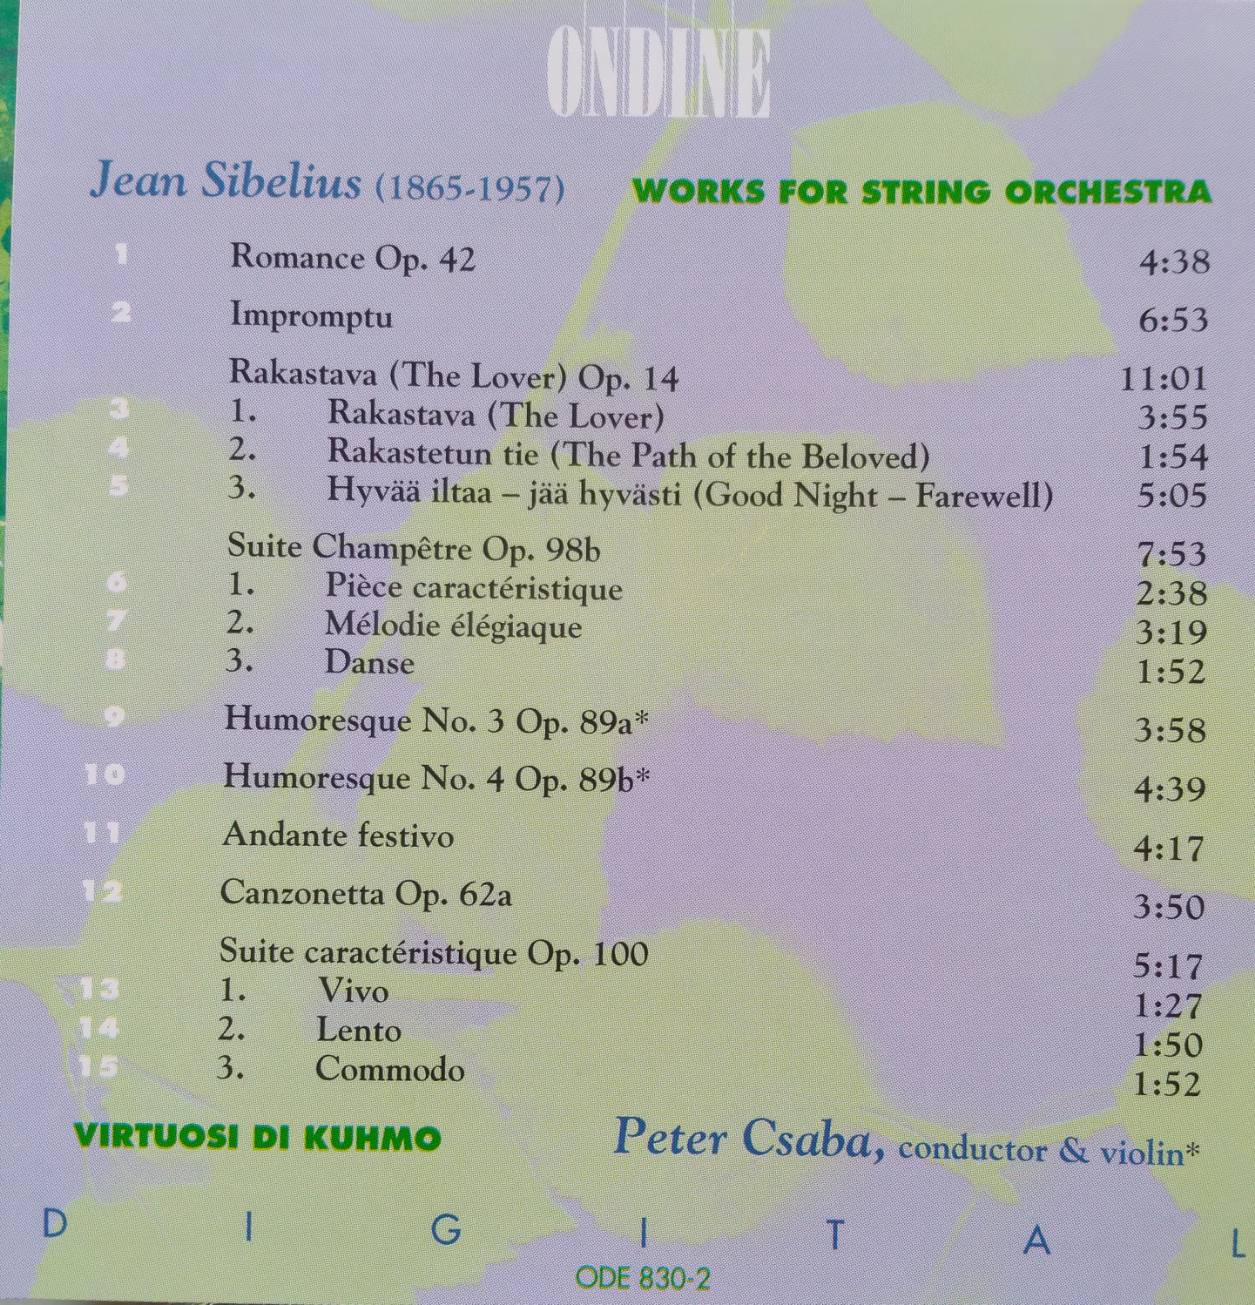 ONDINE
Jean Sibelius (1865-1957) WORKS FOR STRING ORCHESTRA
1 Romance Op. 42 4:38
2 Impromptu 6:53
Rakastava (The Lover) Op. 14 11:01
3 1. Rakastava (The Lover) 3:55
4 2. Rakastetun tie (The Path of the Beloved) 1:54
5 3. Hyvää iltaa – jää hyvästi (Good Night – Farewell) 5:05
Suite Champêtre Op. 98b 7:53
6 1. Pièce caractéristique 2:38
7 2. Mélodie élégiaque 3:19
8 3. Danse 1:52
9 Humoresque No. 3 Op. 89a* 3:58
10 Humoresque No. 4 Op. 89b* 4:39
11 Andante festivo 4:17
12 Canzonetta Op. 62a 3:50
Suite caractéristique Op. 100 5:17
13 1. Vivo 1:27
14 2. Lento 1:50
15 3. Commodo 1:52
VIRTUOSI DI KUHMO Peter Csaba, conductor & violin*
D I G I T A L
ODE 830-2